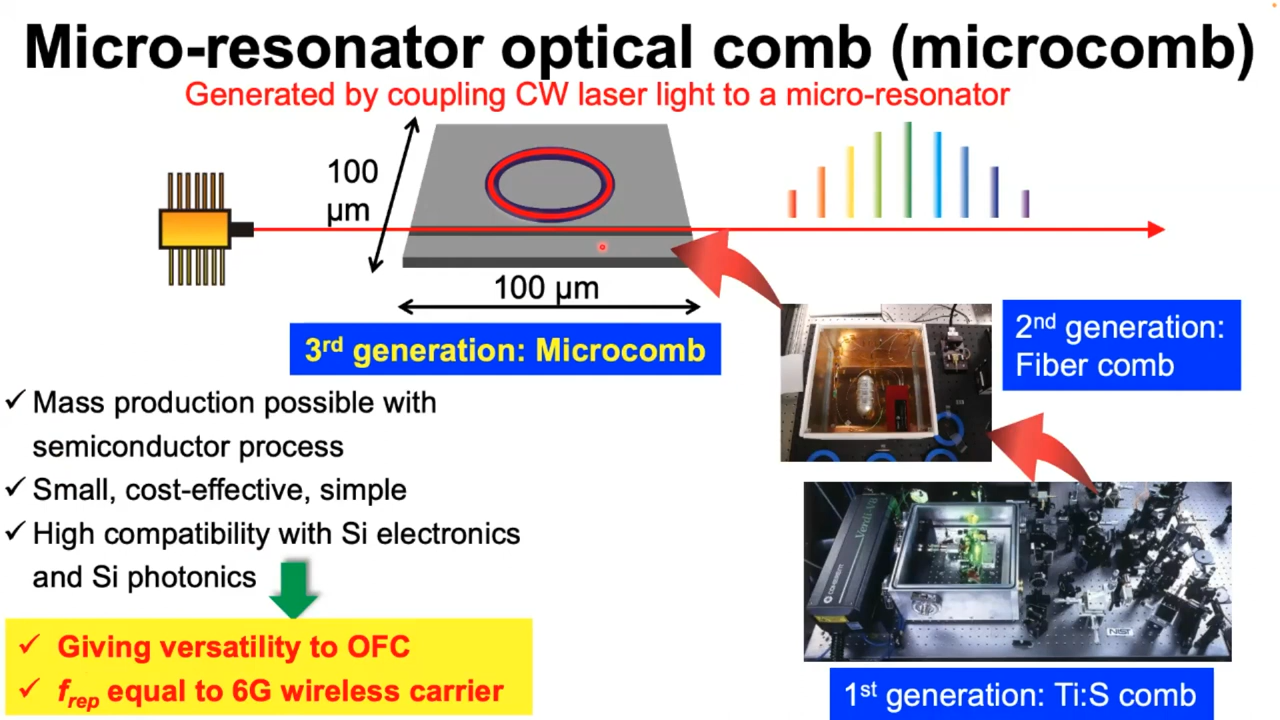 Micro-resonator optical comb (microcomb)
Generated by coupling CW laser light to a micro-resonator
100
µm
100 µm
3rd generation: Microcomb
2nd generation:
Fiber comb
✓ Mass production possible with
semiconductor process
✓ Small, cost-effective, simple
✓ High compatibility with Si electronics
and Si photonics
✓ Giving versatility to OFC
✓ frep equal to 6G wireless carrier
COHERENT
NIST
1st generation: Ti:S comb